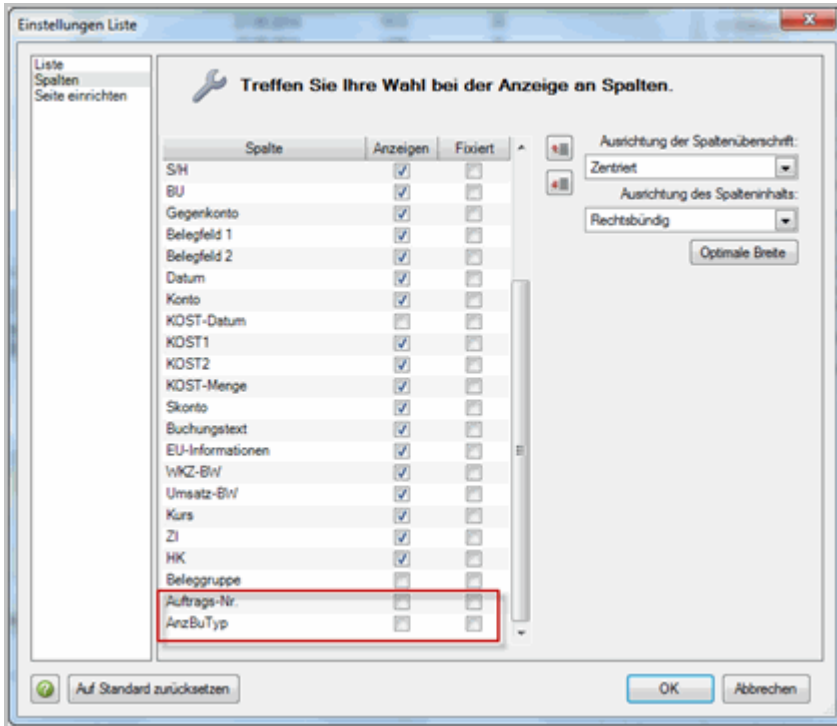 Einstellungen Liste
Liste
Spalten
Seite einrichten
Treffen Sie Ihre Wahl bei der Anzeige an Spalten.
Spalte Anzeigen Fixiert
S/H
BU
Gegenkonto
Belegfeld 1
Belegfeld 2
Datum
Konto
KOST-Datum
KOST1
KOST2
KOST-Menge
Skonto
Buchungstext
EU-Informationen
WKZ-BW
Umsatz-BW
Kurs
ZI
HK
Beleggruppe
Auftrags-Nr.
AnzBuTyp
Ausrichtung der Spaltenüberschrift:
Zentriert
Ausrichtung des Spalteninhalts:
Rechtsbündig
Optimale Breite
Auf Standard zurücksetzen
OK
Abbrechen